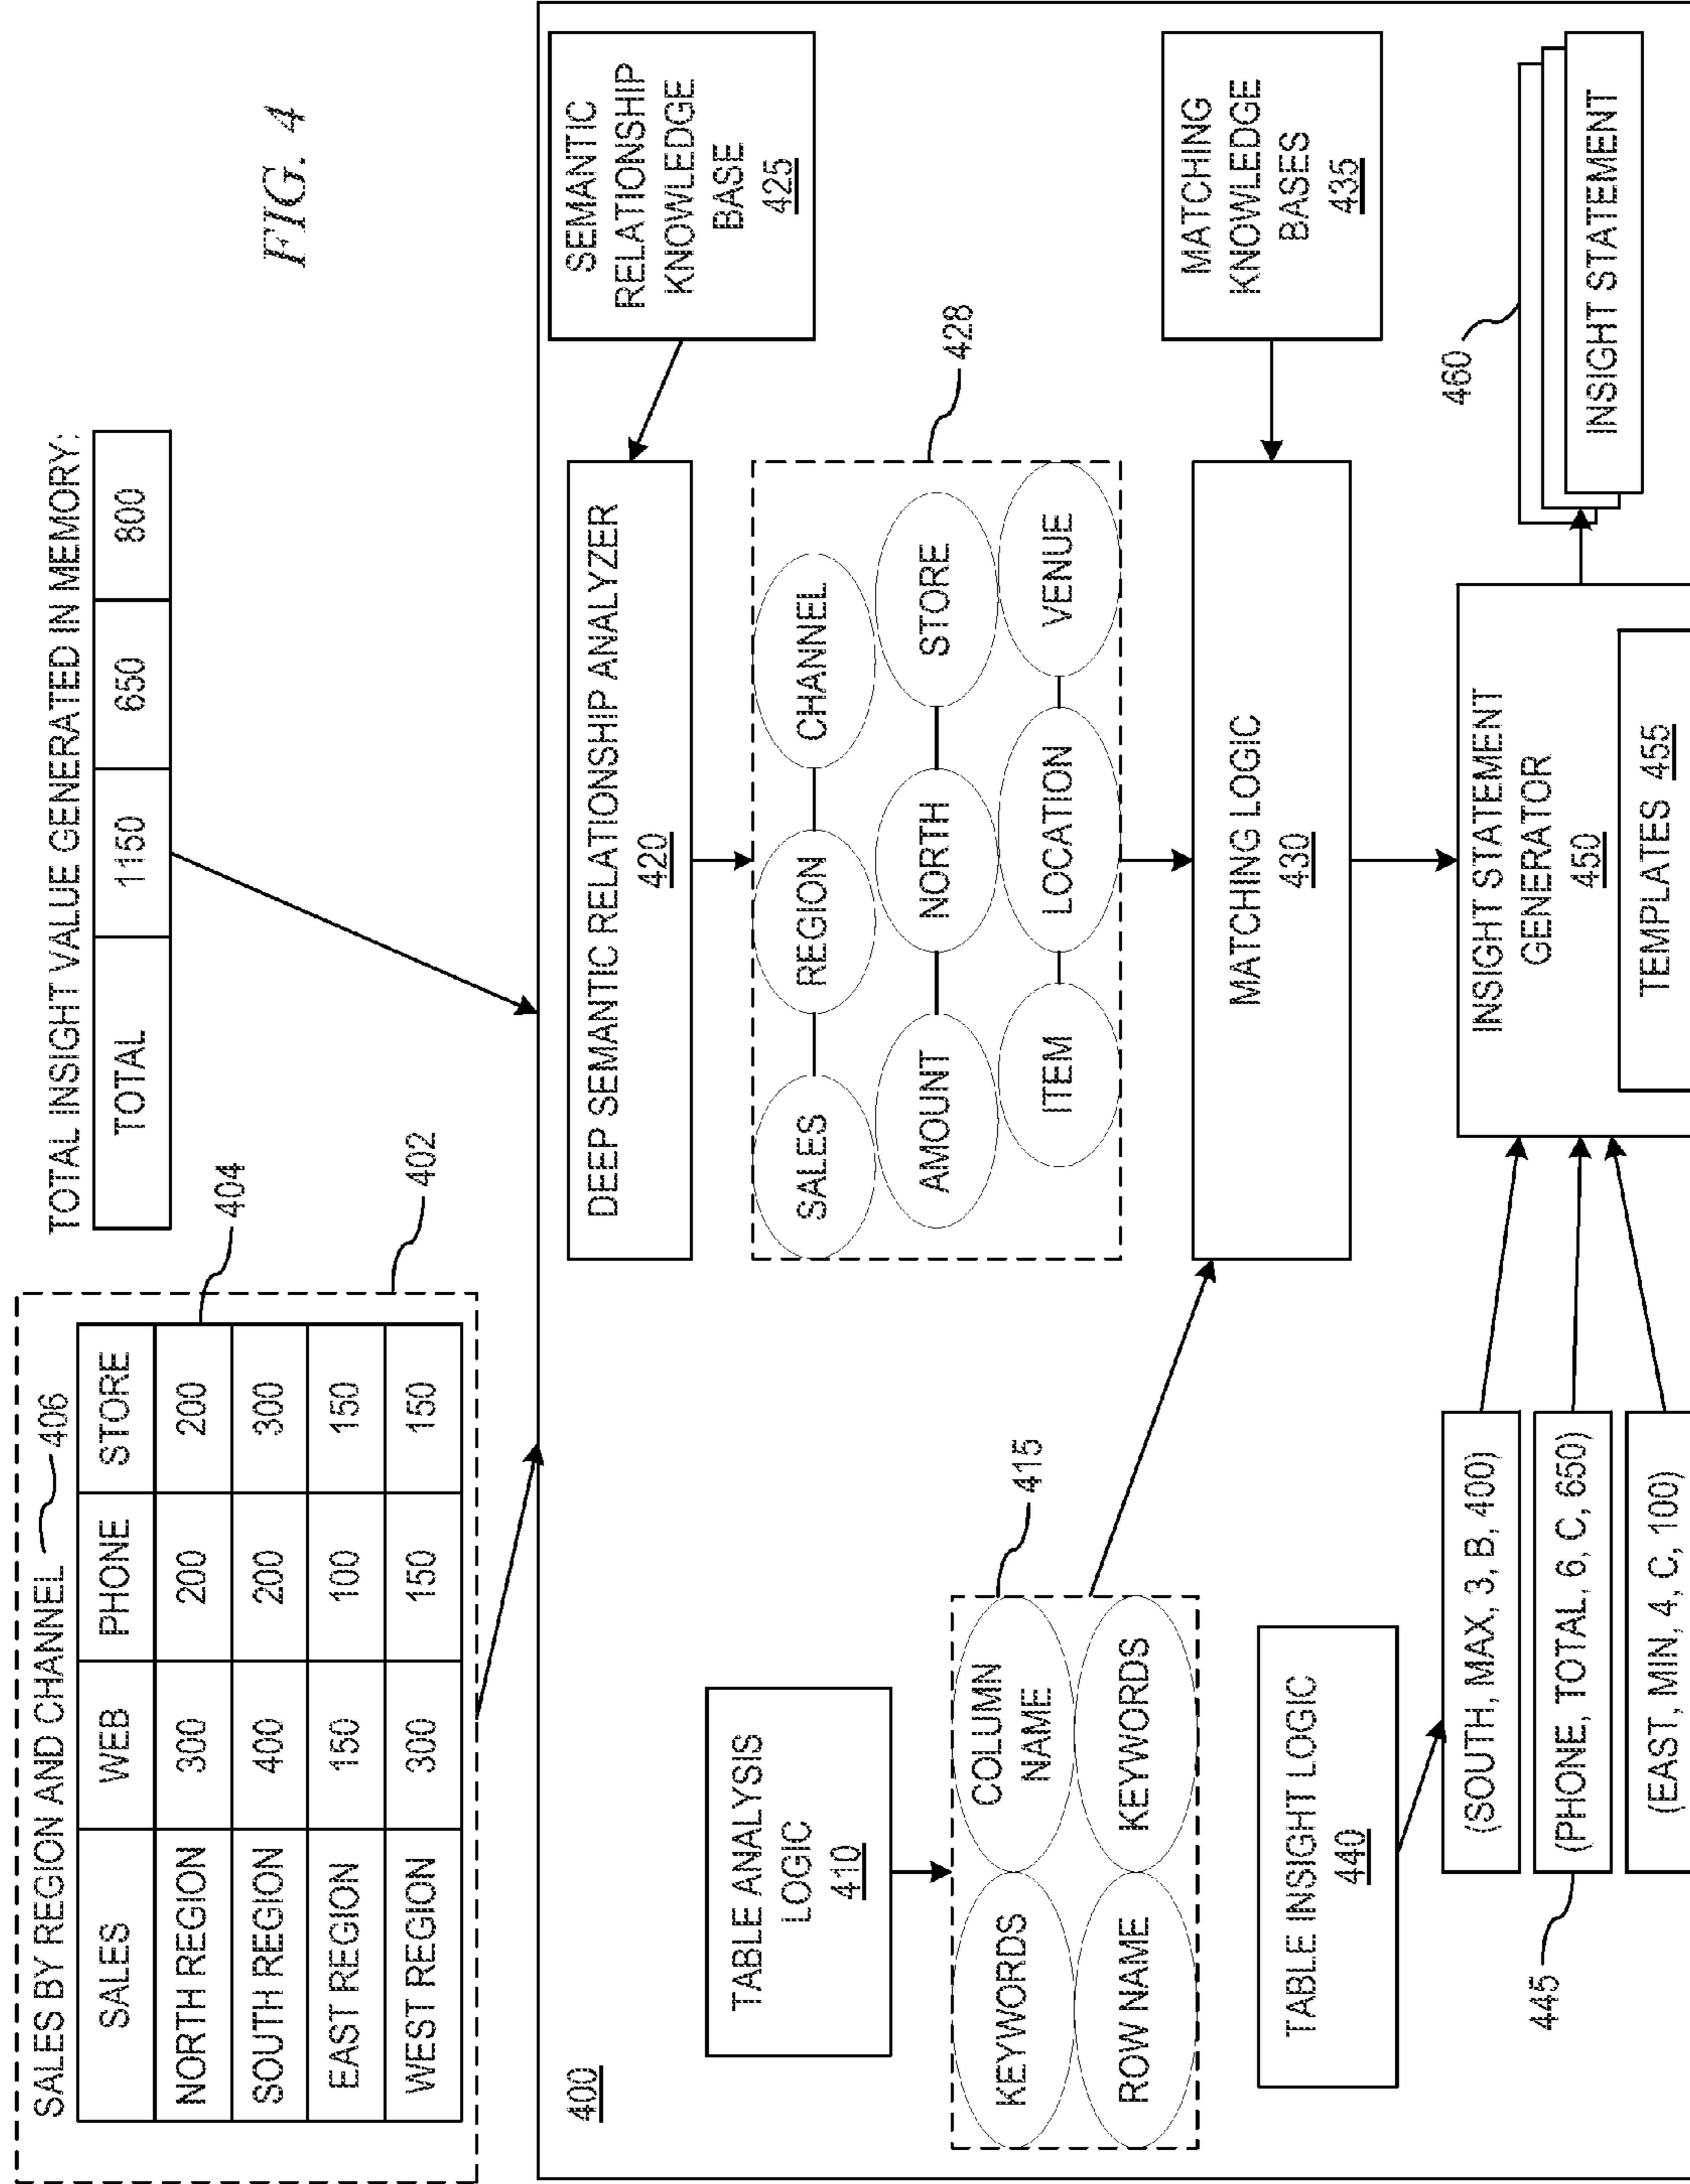 FIG. 4
SALES BY REGION AND CHANNEL 406
SALES WEB PHONE STORE
NORTH REGION 300 200 200
SOUTH REGION 400 200 300
EAST REGION 150 100 150
WEST REGION 300 150 150
404
402
TOTAL INSIGHT VALUE GENERATED IN MEMORY:
TOTAL 1150 650 800
400
TABLE ANALYSIS
LOGIC
410
KEYWORDS
COLUMN
NAME
ROW NAME
KEYWORDS
415
DEEP SEMANTIC RELATIONSHIP ANALYZER
420
SEMANTIC
RELATIONSHIP
KNOWLEDGE
BASE
425
SALES REGION CHANNEL
AMOUNT NORTH STORE
ITEM LOCATION VENUE
428
MATCHING LOGIC
430
MATCHING
KNOWLEDGE
BASES
435
TABLE INSIGHT LOGIC
440
(SOUTH, MAX, 3, B, 400)
(PHONE, TOTAL, 6, C, 650)
(EAST, MIN, 4, C, 100)
445
INSIGHT STATEMENT
GENERATOR
450
TEMPLATES 455
460
INSIGHT STATEMENT